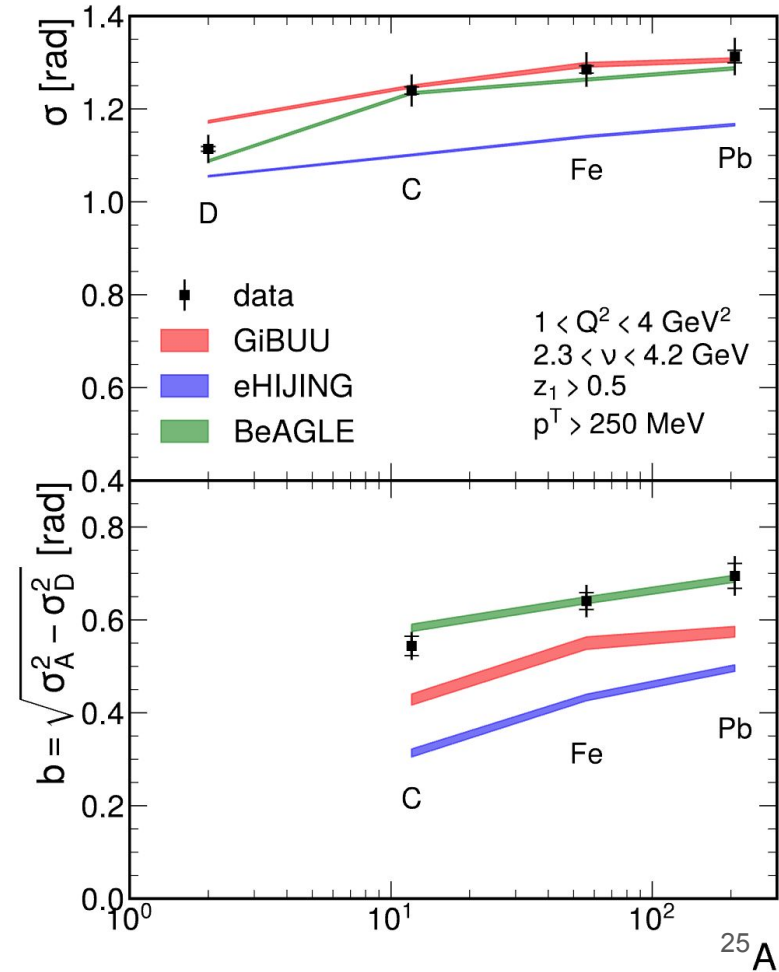 σ [rad]
1.4
1.2
1.0
0.8
0.6
0.4
D
C
Fe
Pb
data
GiBUU
eHIJING
BeAGLE
1 < Q² < 4 GeV²
2.3 < ν < 4.2 GeV
z₁ > 0.5
pᵀ > 250 MeV
b = √σ²_A − σ²_D [rad]
0.8
0.6
0.4
0.2
0.0
C
Fe
Pb
10⁰
10¹
10²
25
A